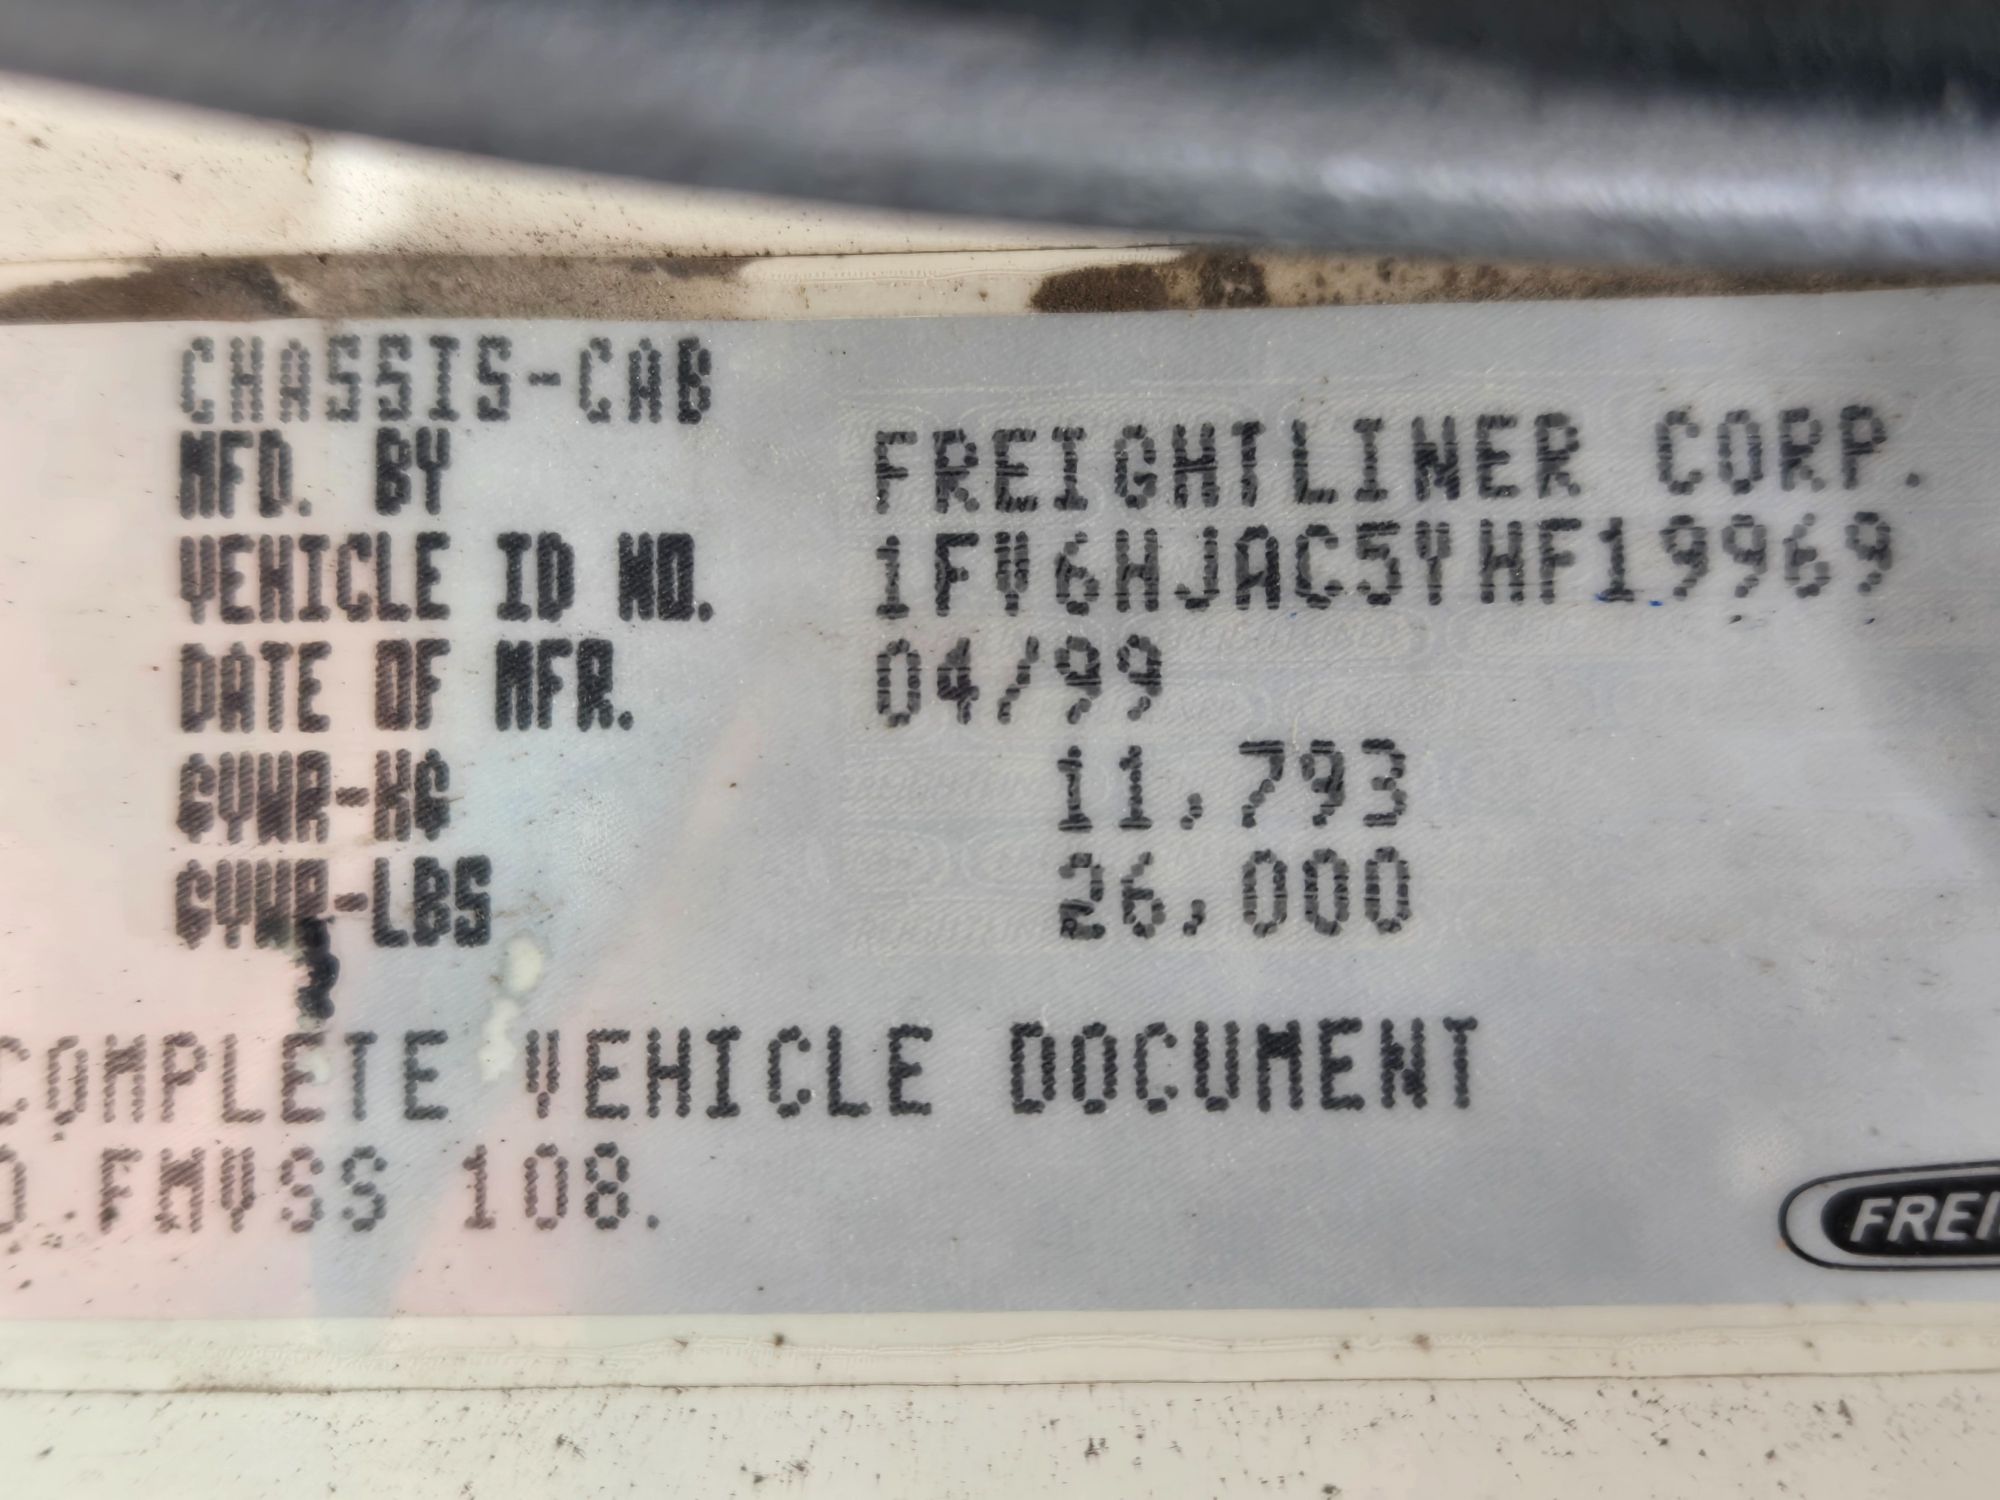 CHASSIS-CAB
MFD. BY FREIGHTLINER CORP.
VEHICLE ID NO. 1FV6HJAC5YHF19969
DATE OF MFR. 04/99
GVWR-KG 11,793
GVWR-LBS 26,000
COMPLETE VEHICLE DOCUMENT
FMVSS 108.
FREI